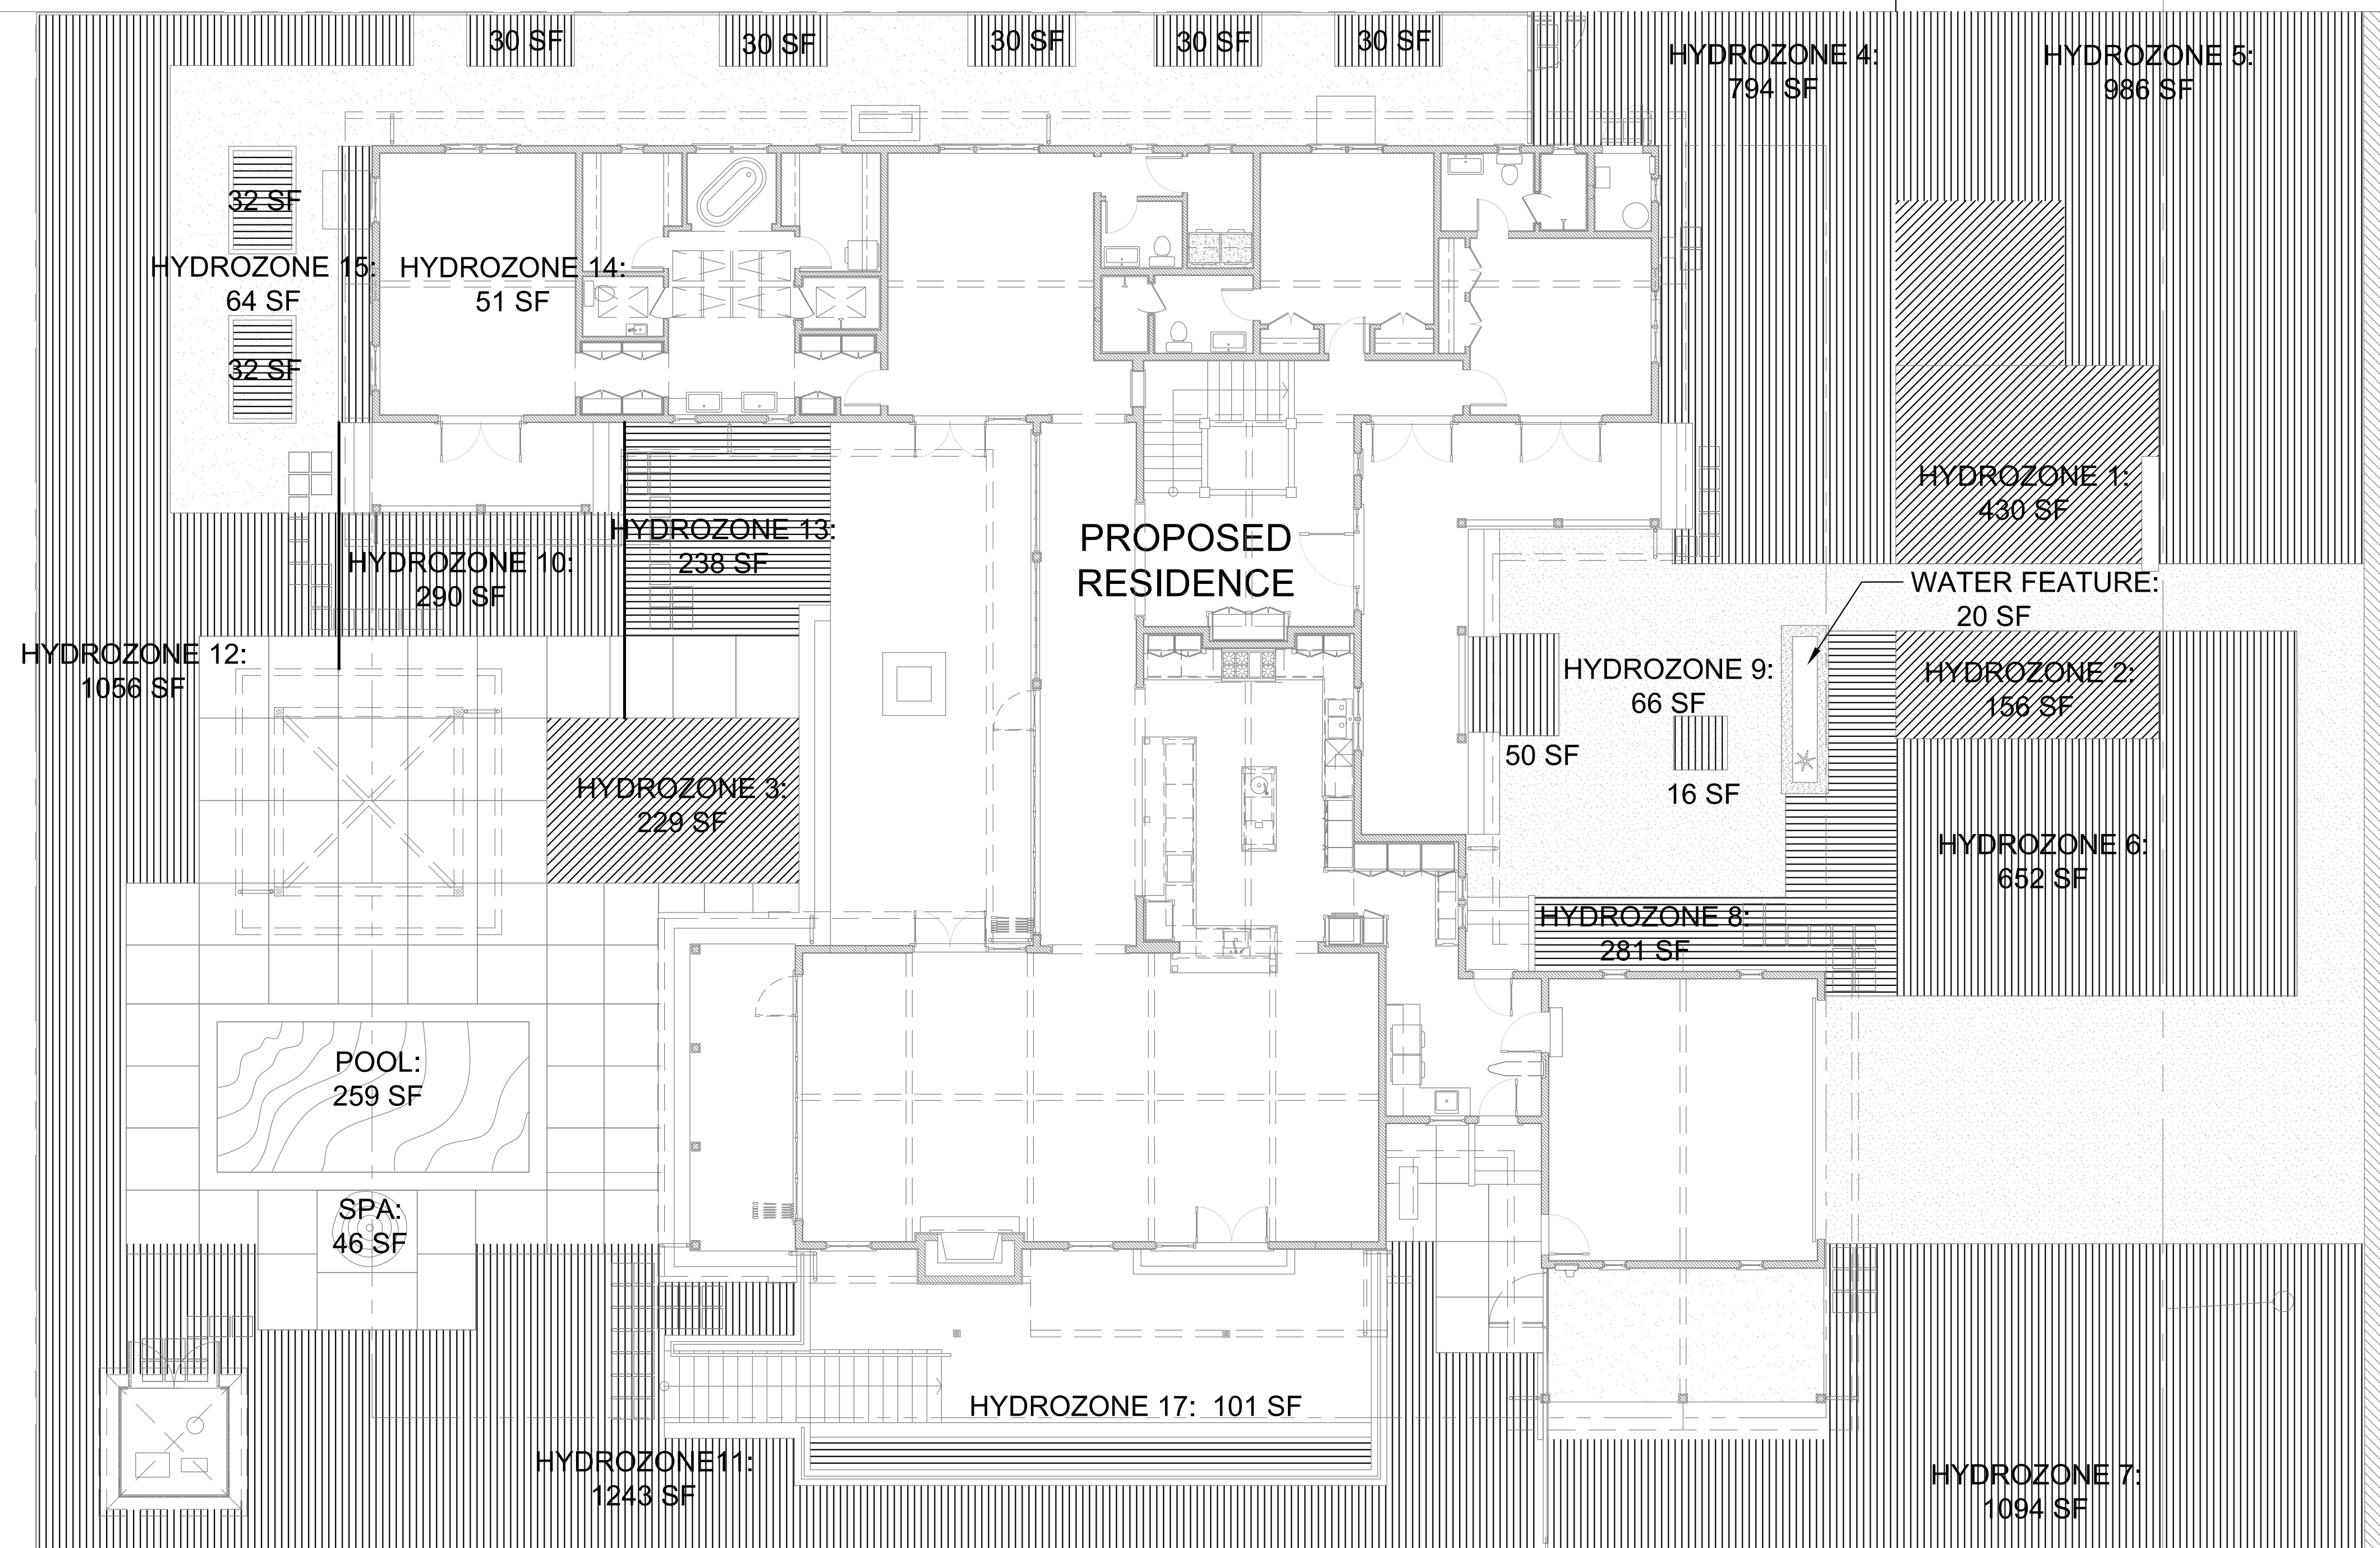 30 SF
30 SF
30 SF
30 SF
30 SF
HYDROZONE 4:
794 SF
HYDROZONE 5:
986 SF
32 SF
HYDROZONE 15:
64 SF
32 SF
HYDROZONE 14:
51 SF
HYDROZONE 1:
430 SF
HYDROZONE 13:
238 SF
HYDROZONE 10:
290 SF
PROPOSED
RESIDENCE
WATER FEATURE:
20 SF
HYDROZONE 12:
1056 SF
HYDROZONE 9:
66 SF
HYDROZONE 2:
156 SF
50 SF
16 SF
HYDROZONE 3:
229 SF
HYDROZONE 6:
652 SF
HYDROZONE 8:
281 SF
POOL:
259 SF
SPA:
46 SF
HYDROZONE 17: 101 SF
HYDROZONE11:
1243 SF
HYDROZONE 7:
1094 SF